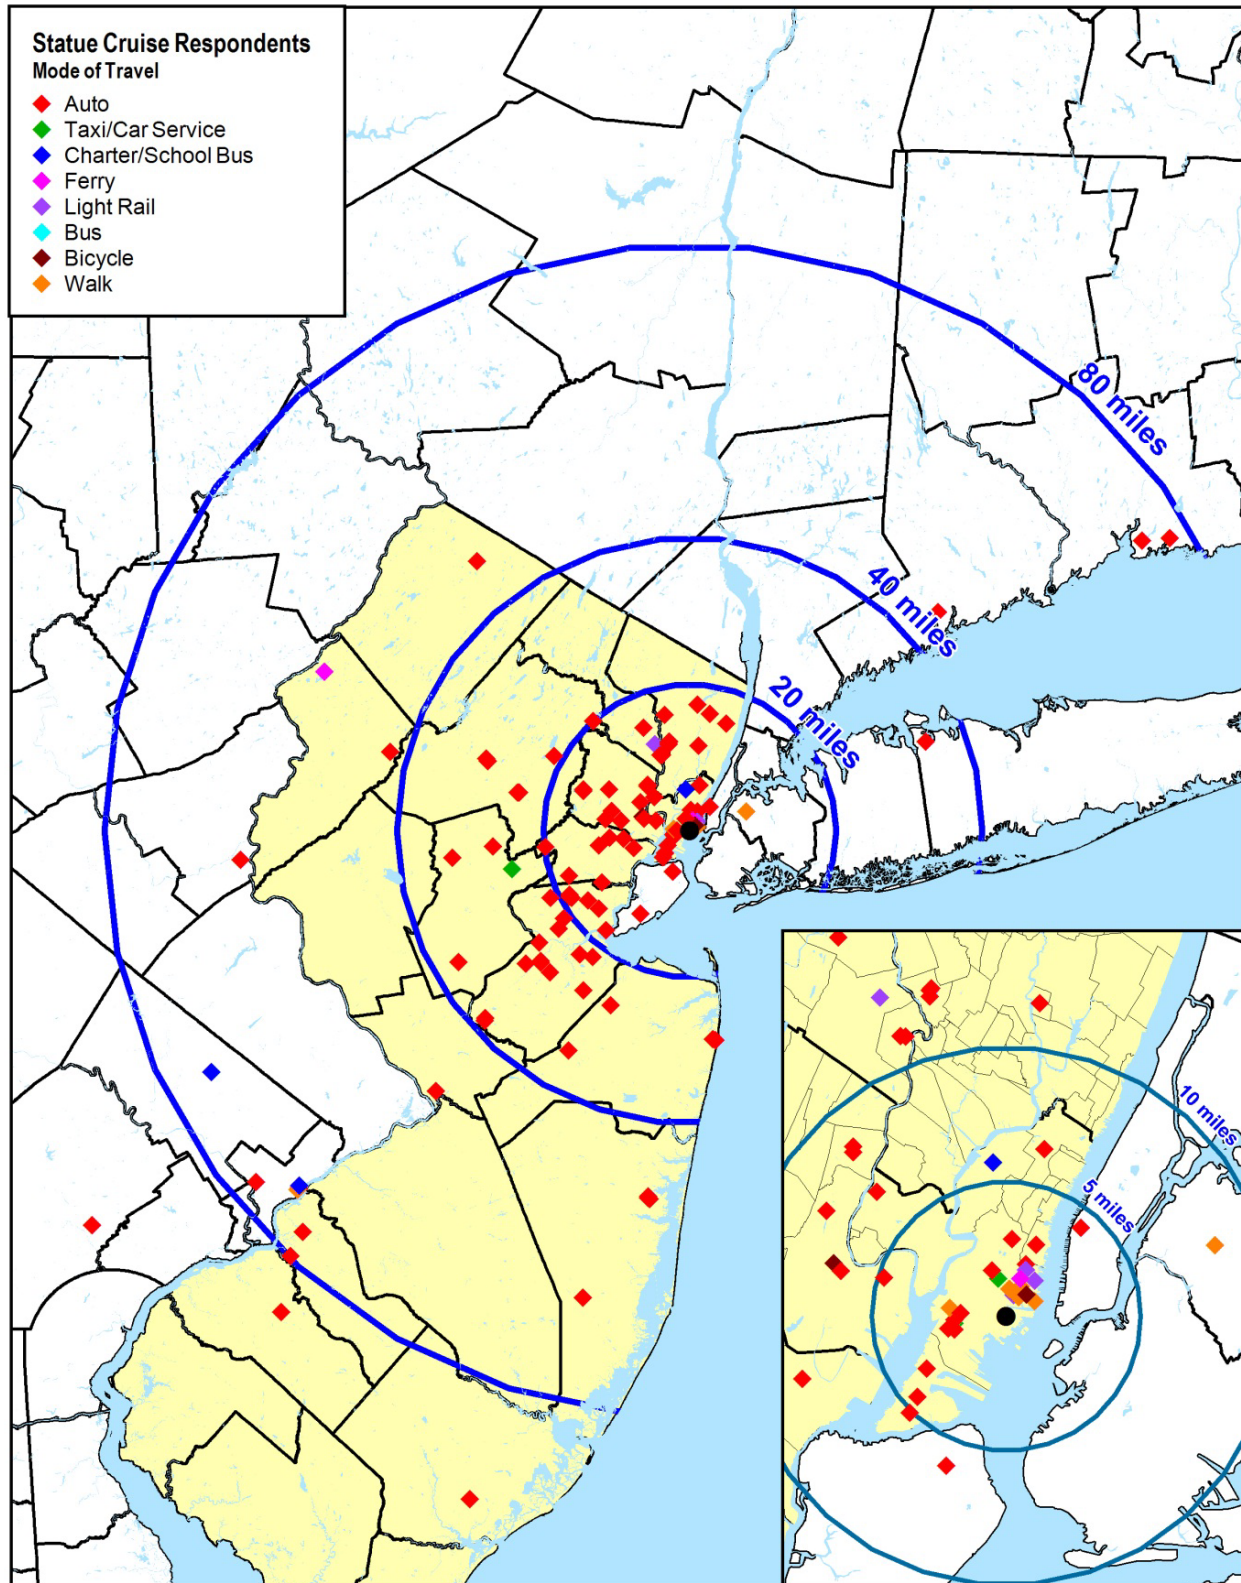 Statue Cruise Respondents
Mode of Travel
Auto
Taxi/Car Service
Charter/School Bus
Ferry
Light Rail
Bus
Bicycle
Walk
80 miles
40 miles
20 miles
10 miles
5 miles